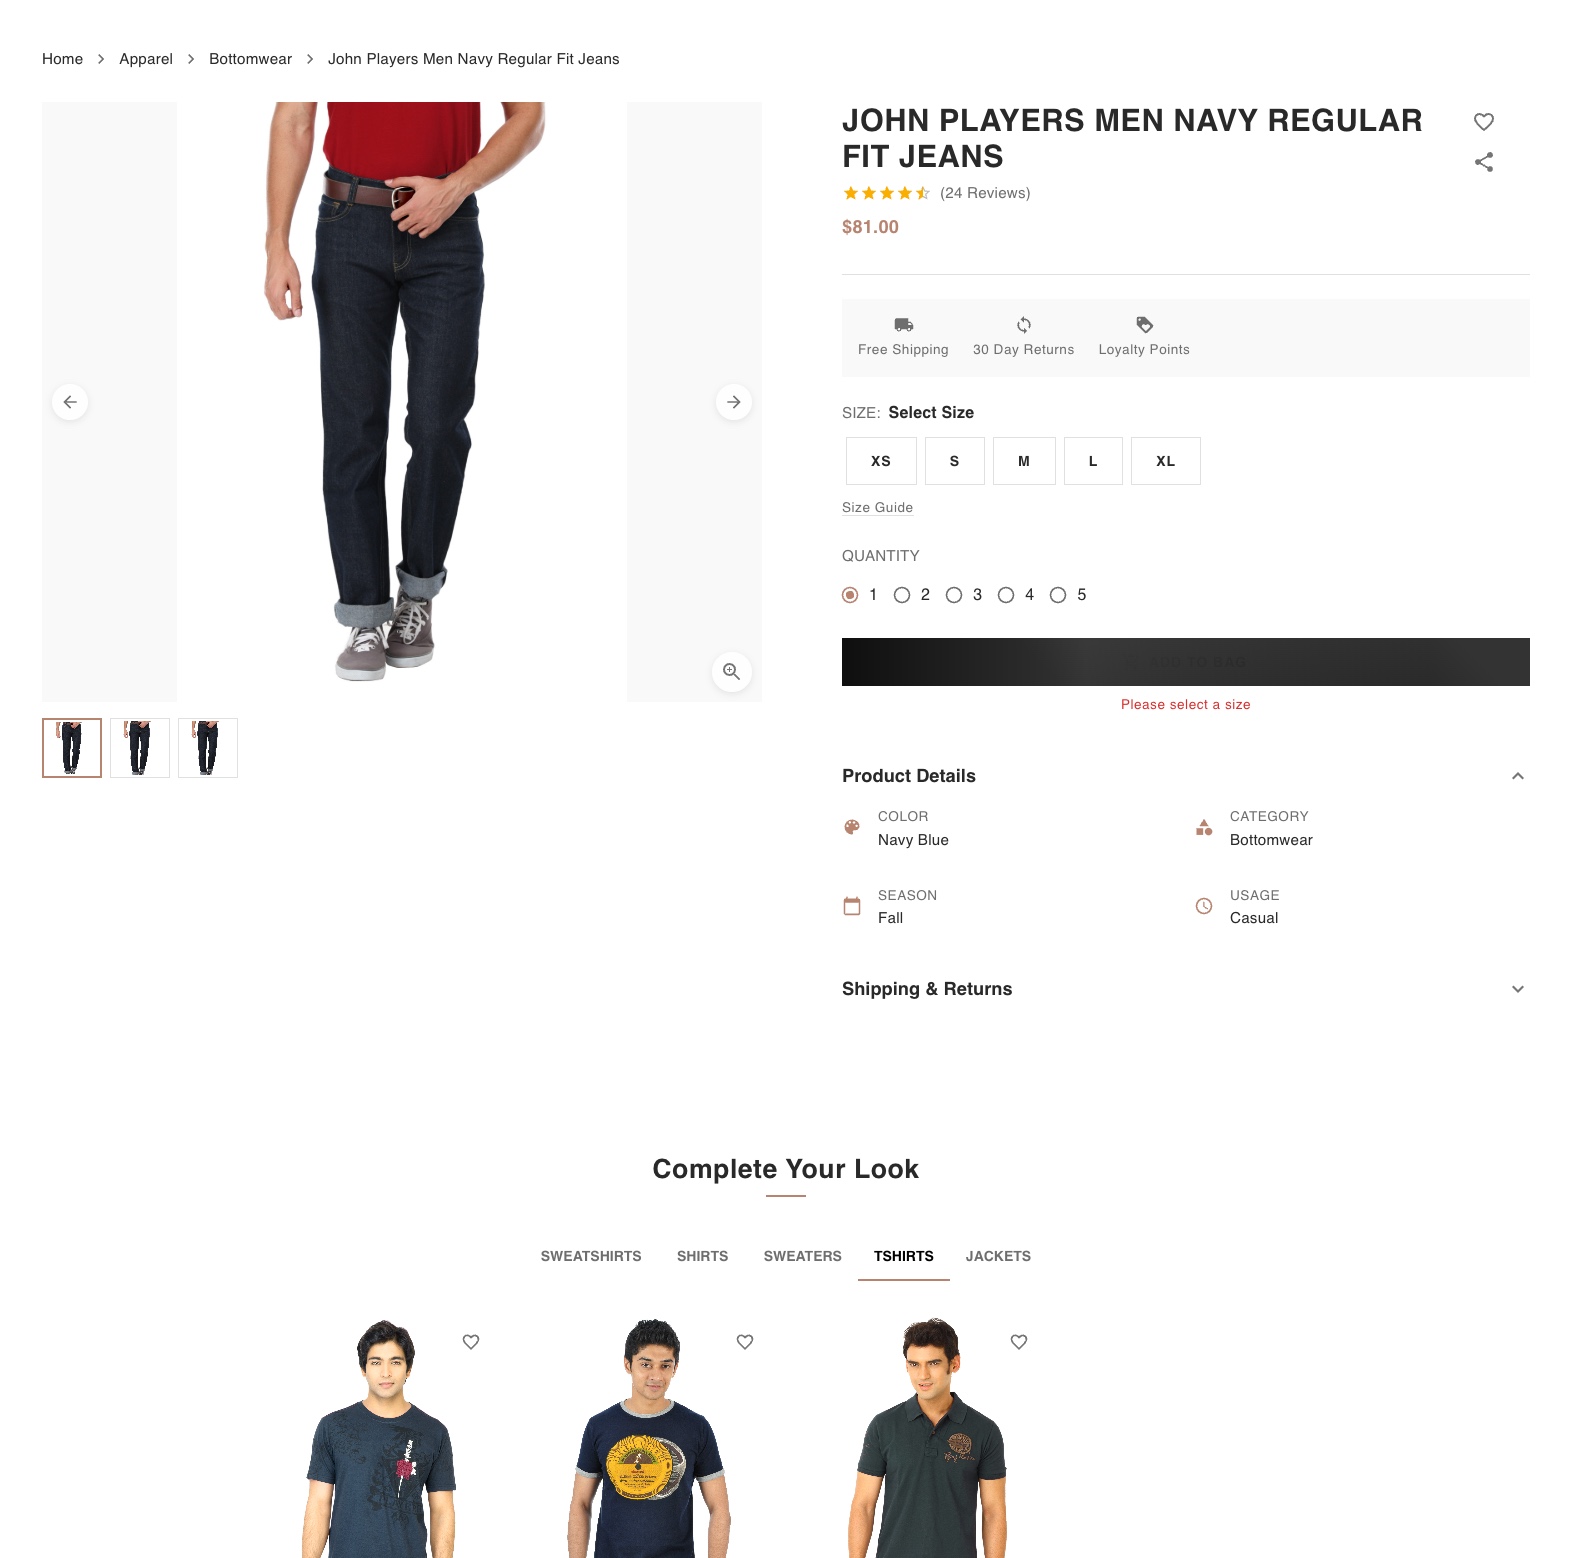 Home > Apparel > Bottomwear > John Players Men Navy Regular Fit Jeans
JOHN PLAYERS MEN NAVY REGULAR
FIT JEANS
(24 Reviews)
$81.00
Free Shipping
30 Day Returns
Loyalty Points
SIZE: Select Size
XS S M L XL
Size Guide
QUANTITY
1 2 3 4 5
ADD TO BAG
Please select a size
Product Details
COLOR
Navy Blue
CATEGORY
Bottomwear
SEASON
Fall
USAGE
Casual
Shipping & Returns
Complete Your Look
SWEATSHIRTS SHIRTS SWEATERS TSHIRTS JACKETS